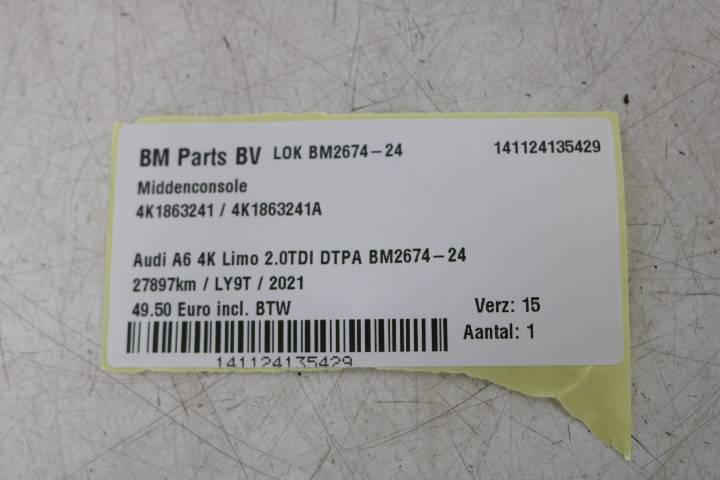 BM Parts BV LOK BM2674-24 141124135429
Middenconsole
4K1863241 / 4K1863241A
Audi A6 4K Limo 2.0TDI DTPA BM2674-24
27897km / LY9T / 2021
49.50 Euro incl. BTW Verz: 15
Aantal: 1
141124135429